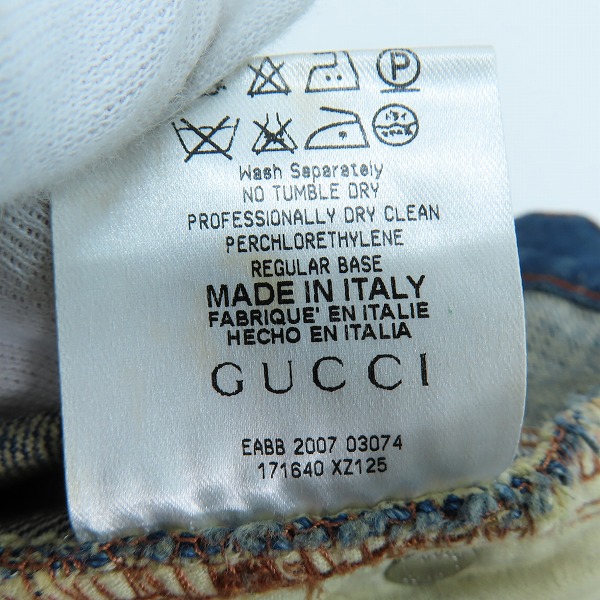 P
Wash Separately
NO TUMBLE DRY
PROFESSIONALLY DRY CLEAN
PERCHLORETHYLENE
REGULAR BASE
MADE IN ITALY
FABRIQUE' EN ITALIE
HECHO EN ITALIA
GUCCI
EABB 2007 03074
171640 XZ125